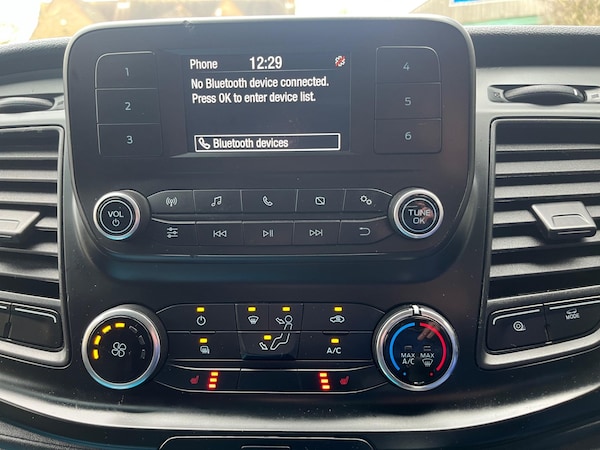 Phone 12:29
No Bluetooth device connected.
Press OK to enter device list.
Bluetooth devices
1
2
3
4
5
6
VOL
TUNE
OK
A/C
MAX
A/C
MAX
MODE